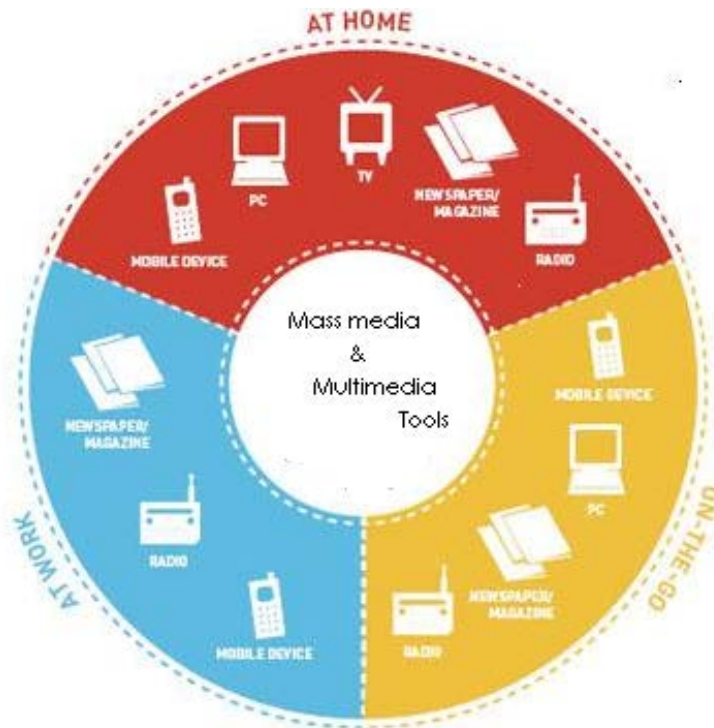 AT HOME
TV
PC
NEWSPAPER/
MAGAZINE
MOBILE DEVICE
RADIO
Mass media
&
Multimedia
Tools
NEWSPAPER/
MAGAZINE
RADIO
MOBILE DEVICE
AT WORK
MOBILE DEVICE
PC
NEWSPAPER/
MAGAZINE
RADIO
ON-THE-GO